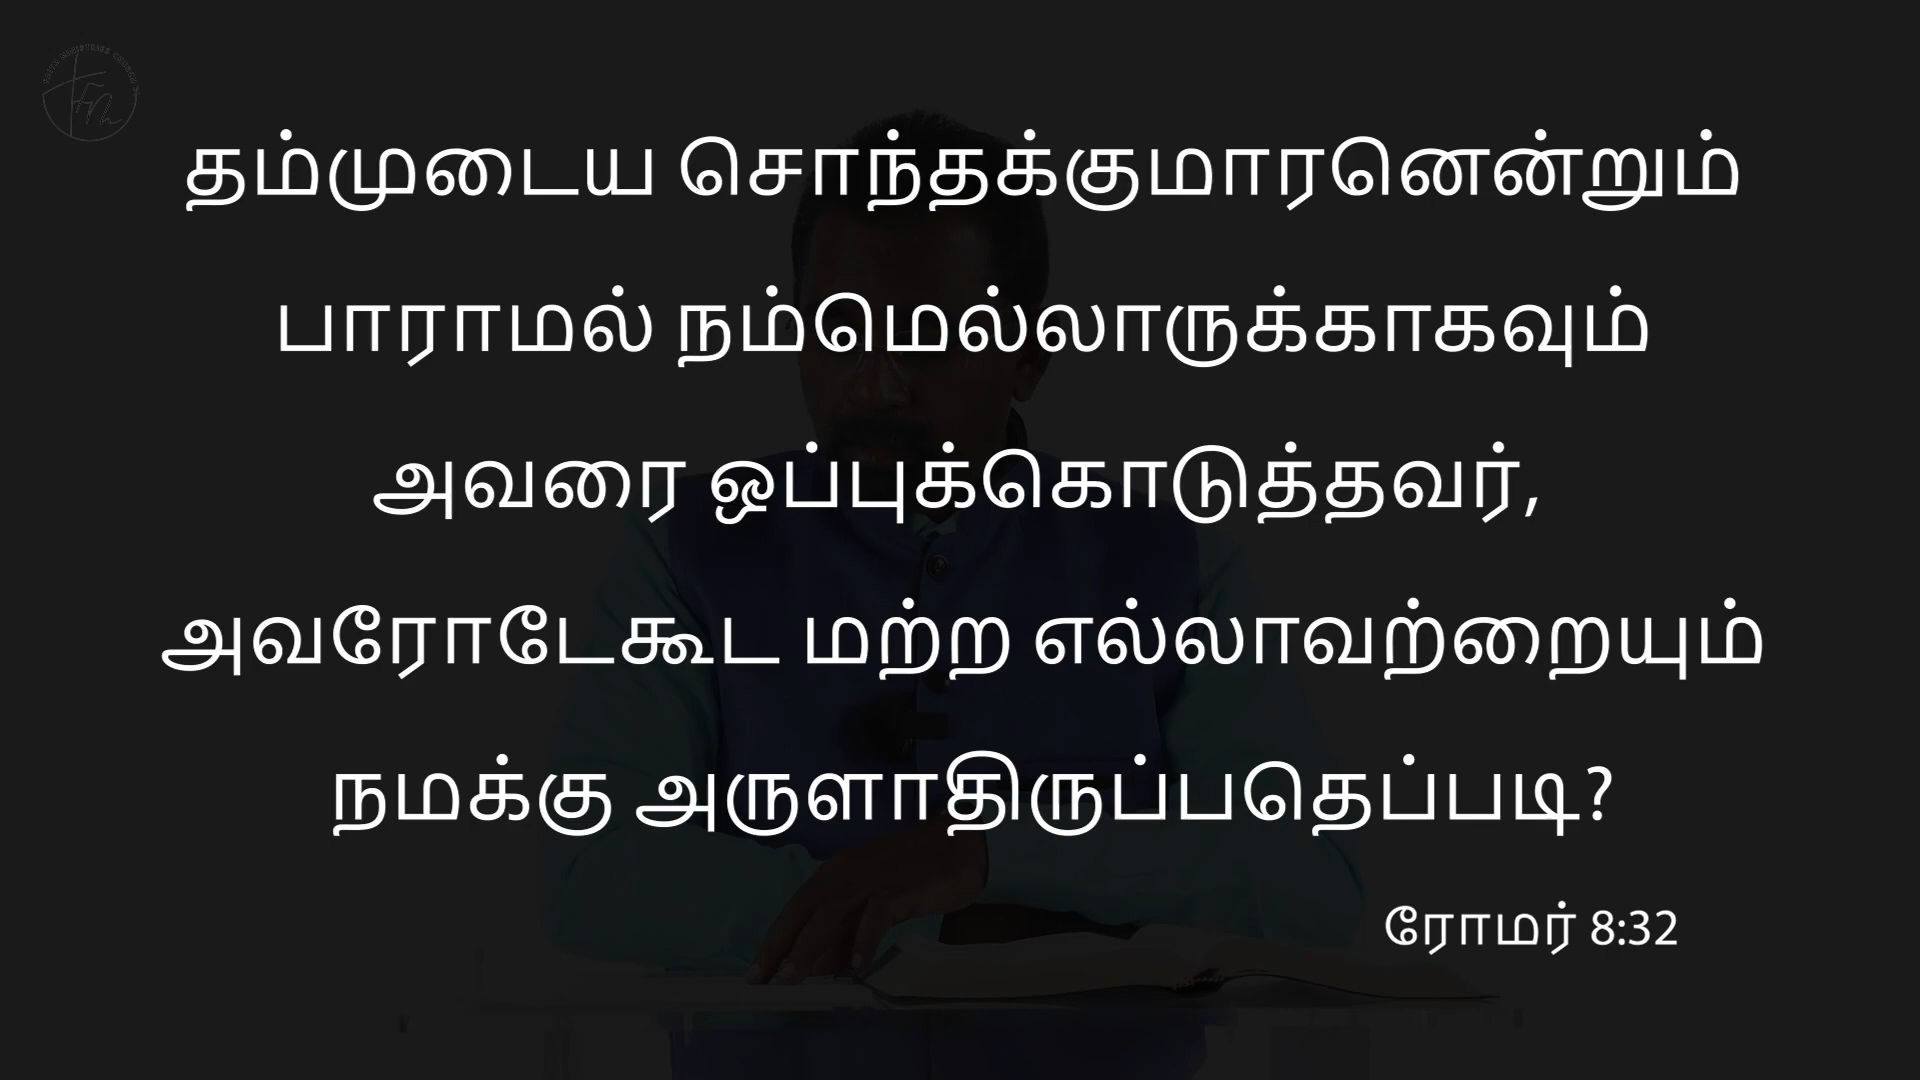 தம்முடைய சொந்தக்குமாரனென்றும்
பாராமல் நம்மெல்லாருக்காகவும்
அவரை ஒப்புக்கொடுத்தவர்,
அவரோடேகூட மற்ற எல்லாவற்றையும்
நமக்கு அருளாதிருப்பதெப்படி?
ரோமர் 8:32